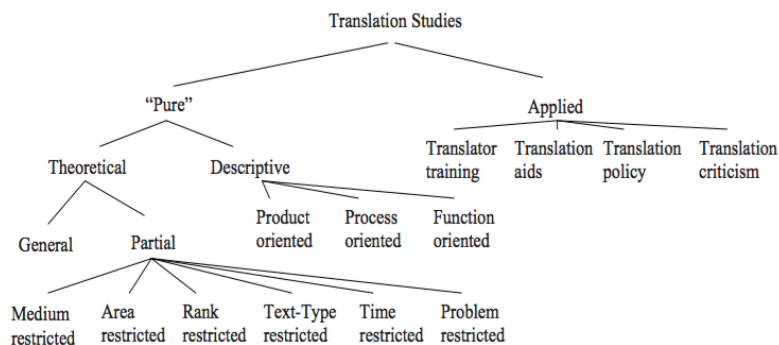 Translation Studies
“Pure”
Applied
Theoretical
Descriptive
Translator training
Translation aids
Translation policy
Translation criticism
General
Partial
Product oriented
Process oriented
Function oriented
Medium restricted
Area restricted
Rank restricted
Text-Type restricted
Time restricted
Problem restricted